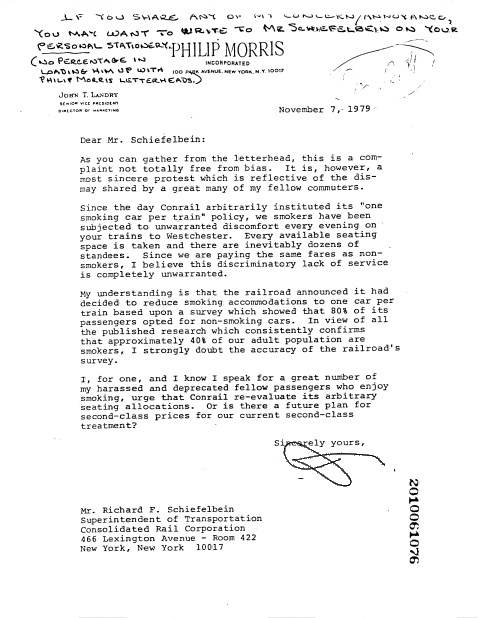 IF YOU SHARE ANY OF MY CONCERN/ANNOYANCE,
YOU MAY WANT TO WRITE TO MR SCHIEFELBEIN ON YOUR
PERSONAL STATIONERY.
(NO PERCENTAGE IN
LOADING HIM UP WITH
PHILIP MORRIS LETTERHEADS.)
PHILIP MORRIS
INCORPORATED
100 PARK AVENUE, NEW YORK, N.Y. 10017
JOHN T. LANDRY
SENIOR VICE PRESIDENT
DIRECTOR OF MARKETING
November 7, 1979
Dear Mr. Schiefelbein:
As you can gather from the letterhead, this is a com-
plaint not totally free from bias. It is, however, a
most sincere protest which is reflective of the dis-
may shared by a great many of my fellow commuters.
Since the day Conrail arbitrarily instituted its "one
smoking car per train" policy, we smokers have been
subjected to unwarranted discomfort every evening on
your trains to Westchester. Every available seating
space is taken and there are inevitably dozens of
standees. Since we are paying the same fares as non-
smokers, I believe this discriminatory lack of service
is completely unwarranted.
My understanding is that the railroad announced it had
decided to reduce smoking accommodations to one car per
train based upon a survey which showed that 80% of its
passengers opted for non-smoking cars. In view of all
the published research which consistently confirms
that approximately 40% of our adult population are
smokers, I strongly doubt the accuracy of the railroad's
survey.
I, for one, and I know I speak for a great number of
my harassed and deprecated fellow passengers who enjoy
smoking, urge that Conrail re-evaluate its arbitrary
seating allocations. Or is there a future plan for
second-class prices for our current second-class
treatment?
Sincerely yours,
Mr. Richard F. Schiefelbein
Superintendent of Transportation
Consolidated Rail Corporation
466 Lexington Avenue - Room 422
New York, New York 10017
2010061076